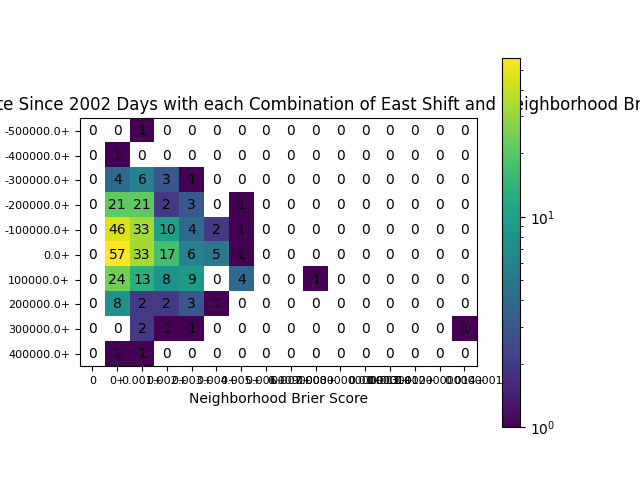 Since 2002 Days with each Combination of East Shift and Neighborhood
-500000.0+ 0 0 1 0 0 0 0 0 0 0 0 0 0 0 0 0
-400000.0+ 0 1 0 0 0 0 0 0 0 0 0 0 0 0 0 0
-300000.0+ 0 4 6 3 1 0 0 0 0 0 0 0 0 0 0 0
-200000.0+ 0 21 21 2 3 0 1 0 0 0 0 0 0 0 0 0
-100000.0+ 0 46 33 10 4 2 1 0 0 0 0 0 0 0 0 0
0.0+ 0 57 33 17 6 5 1 0 0 0 0 0 0 0 0 0
100000.0+ 0 24 13 8 9 0 4 0 0 1 0 0 0 0 0 0
200000.0+ 0 8 2 2 3 1 0 0 0 0 0 0 0 0 0 0
300000.0+ 0 0 2 1 1 0 0 0 0 0 0 0 0 0 0 1
400000.0+ 0 1 1 0 0 0 0 0 0 0 0 0 0 0 0 0
0
Neighborhood Brier Score
10^1
10^0